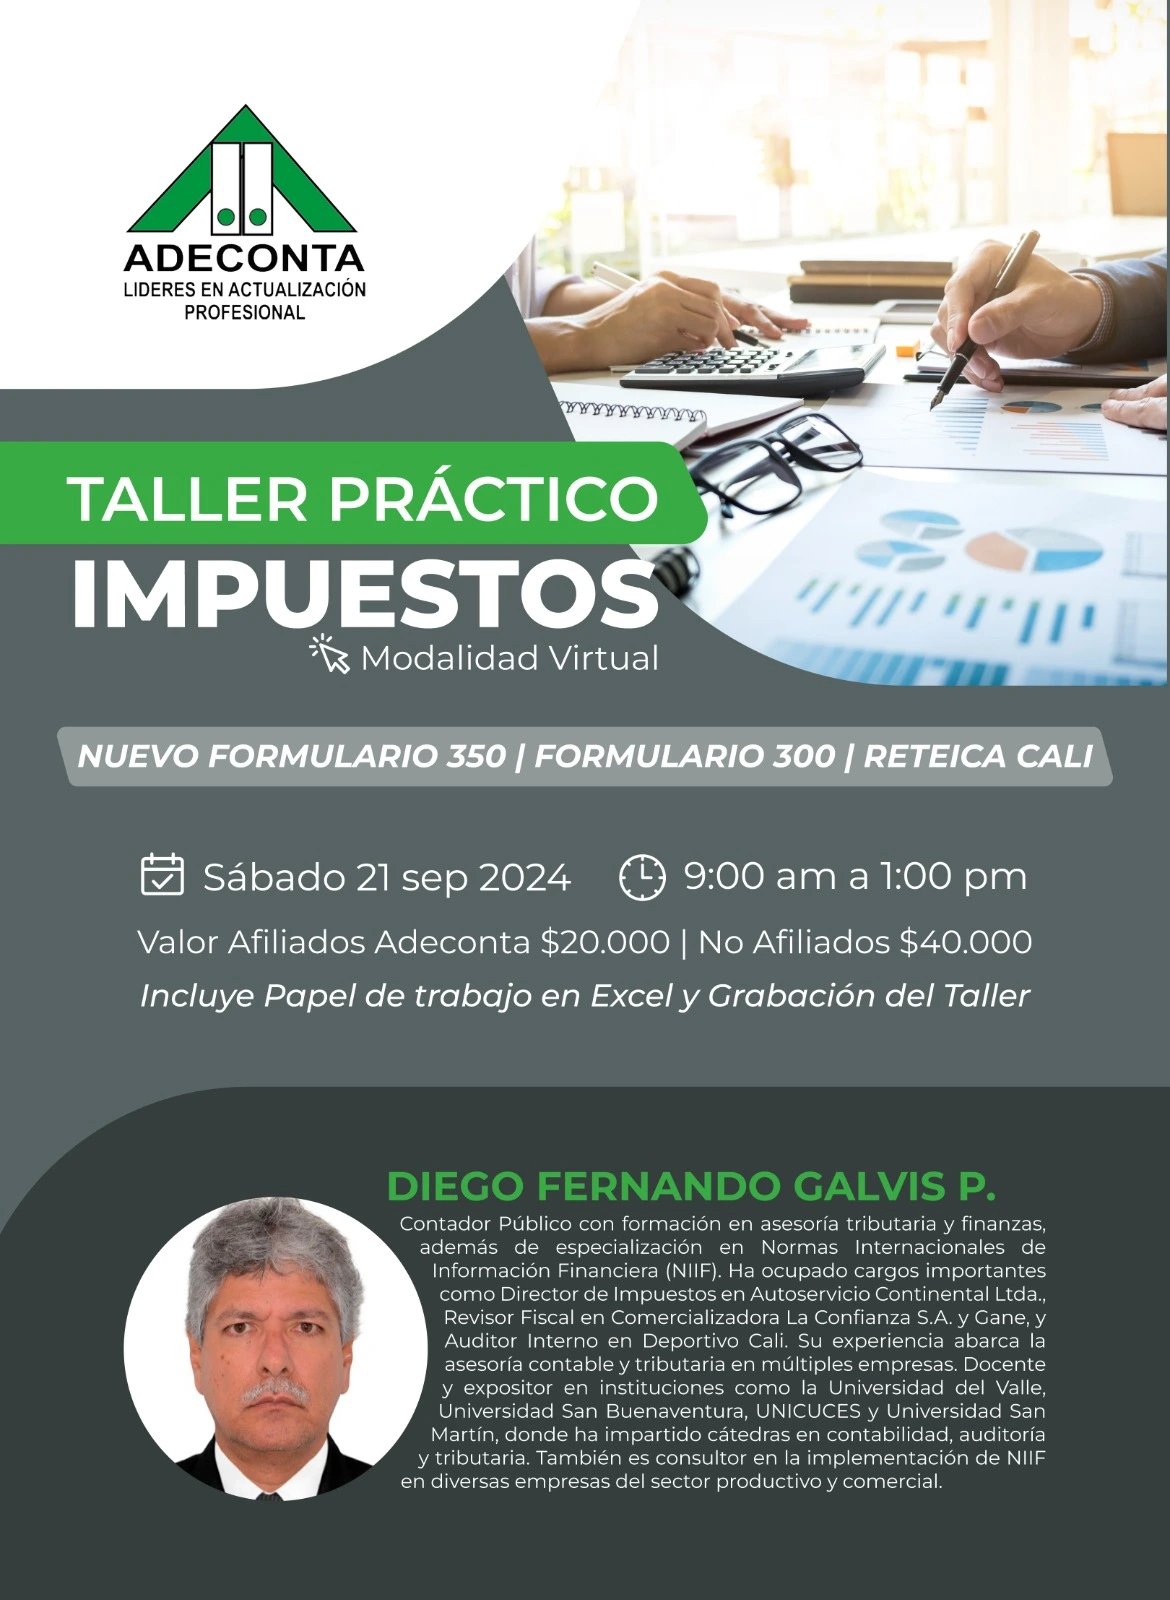 ADECONTA
LIDERES EN ACTUALIZACIÓN
PROFESIONAL
TALLER PRÁCTICO
IMPUESTOS
Modalidad Virtual
NUEVO FORMULARIO 350 | FORMULARIO 300 | RETEICA CALI
Sábado 21 sep 2024 9:00 am a 1:00 pm
Valor Afiliados Adeconta $20.000 | No Afiliados $40.000
Incluye Papel de trabajo en Excel y Grabación del Taller
DIEGO FERNANDO GALVIS P.
Contador Público con formación en asesoría tributaria y finanzas,
además de especialización en Normas Internacionales de
Información Financiera (NIIF). Ha ocupado cargos importantes
como Director de Impuestos en Autoservicio Continental Ltda.,
Revisor Fiscal en Comercializadora La Confianza S.A. y Gane, y
Auditor Interno en Deportivo Cali. Su experiencia abarca la
asesoría contable y tributaria en múltiples empresas. Docente
y expositor en instituciones como la Universidad del Valle,
Universidad San Buenaventura, UNICUCES y Universidad San
Martín, donde ha impartido cátedras en contabilidad, auditoría
y tributaria. También es consultor en la implementación de NIIF
en diversas empresas del sector productivo y comercial.